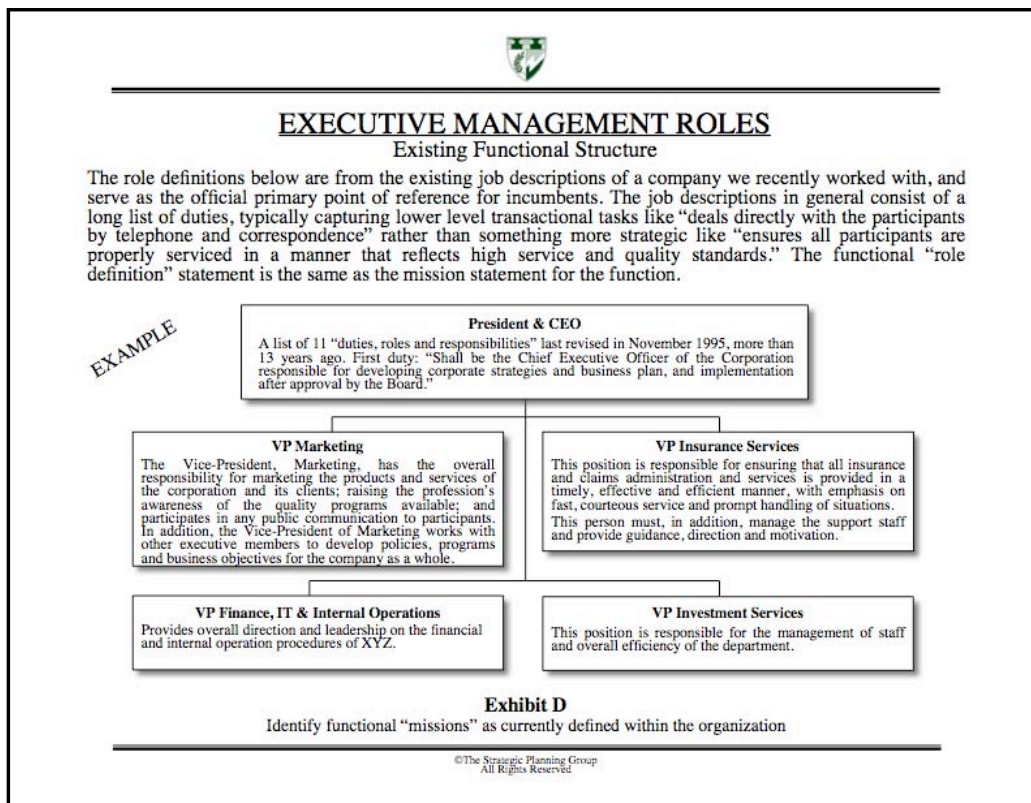 EXECUTIVE MANAGEMENT ROLES
Existing Functional Structure
The role definitions below are from the existing job descriptions of a company we recently worked with, and
serve as the official primary point of reference for incumbents. The job descriptions in general consist of a
long list of duties, typically capturing lower level transactional tasks like “deals directly with the participants
by telephone and correspondence” rather than something more strategic like “ensures all participants are
properly serviced in a manner that reflects high service and quality standards.” The functional “role
definition” statement is the same as the mission statement for the function.
EXAMPLE
President & CEO
A list of 11 “duties, roles and responsibilities” last revised in November 1995, more than
13 years ago. First duty: “Shall be the Chief Executive Officer of the Corporation
responsible for developing corporate strategies and business plan, and implementation
after approval by the Board.”
VP Marketing
The Vice-President, Marketing, has the overall
responsibility for marketing the products and services of
the corporation and its clients; raising the profession’s
awareness of the quality programs available; and
participates in any public communication to participants.
In addition, the Vice-President of Marketing works with
other executive members to develop policies, programs
and business objectives for the company as a whole.
VP Insurance Services
This position is responsible for ensuring that all insurance
and claims administration and services is provided in a
timely, effective and efficient manner, with emphasis on
fast, courteous service and prompt handling of situations.
This person must, in addition, manage the support staff
and provide guidance, direction and motivation.
VP Finance, IT & Internal Operations
Provides overall direction and leadership on the financial
and internal operation procedures of XYZ.
VP Investment Services
This position is responsible for the management of staff
and overall efficiency of the department.
Exhibit D
Identify functional “missions” as currently defined within the organization
©The Strategic Planning Group
All Rights Reserved